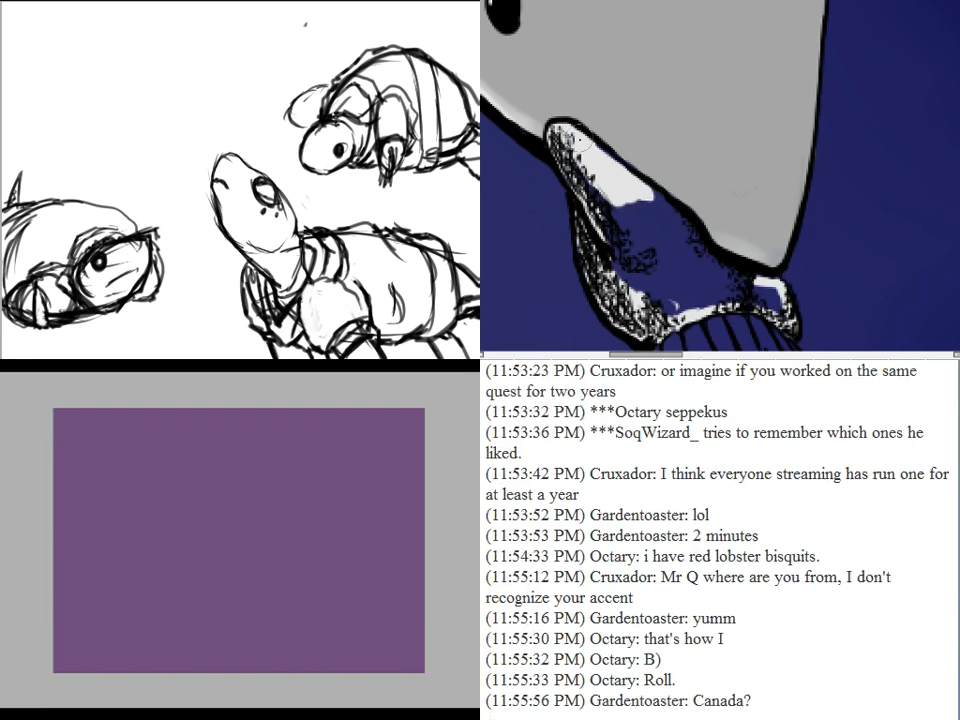 (11:53:23 PM) Cruxador: or imagine if you worked on the same
quest for two years
(11:53:32 PM) ***Octary seppekus
(11:53:36 PM) ***SoqWizard_ tries to remember which ones he
liked.
(11:53:42 PM) Cruxador: I think everyone streaming has run one for
at least a year
(11:53:52 PM) Gardentoaster: lol
(11:53:53 PM) Gardentoaster: 2 minutes
(11:54:33 PM) Octary: i have red lobster bisquits.
(11:55:12 PM) Cruxador: Mr Q where are you from, I don't
recognize your accent
(11:55:16 PM) Gardentoaster: yumm
(11:55:30 PM) Octary: that's how I
(11:55:32 PM) Octary: B)
(11:55:33 PM) Octary: Roll.
(11:55:56 PM) Gardentoaster: Canada?